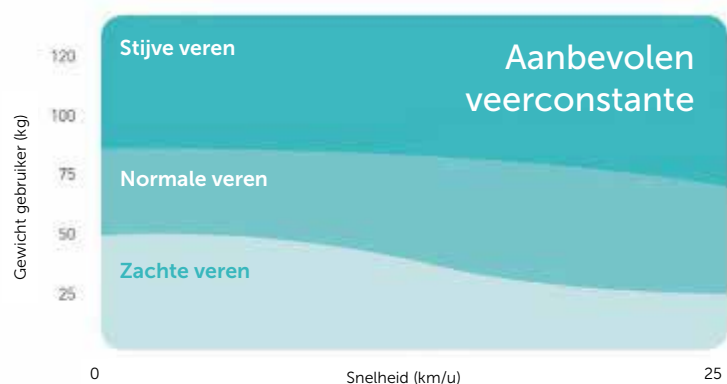 Aanbevolen
veerconstante
Stijve veren
Normale veren
Zachte veren
Gewicht gebruiker (kg)
120
100
75
50
25
0
Snelheid (km/u)
25